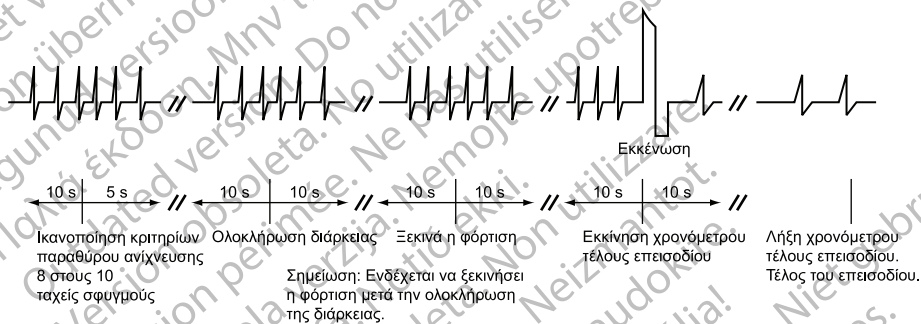 Εκκένωση
10 s 5 s 10 s 10 s 10 s 10 s 10 s 10 s
Ικανοποίηση κριτηρίων
παραθύρου ανίχνευσης
8 στους 10
ταχείς σφυγμούς
Ολοκλήρωση διάρκειας
Ξεκινά η φόρτιση
Σημείωση: Ενδέχεται να ξεκινήσει
η φόρτιση μετά την ολοκλήρωση
της διάρκειας.
Εκκίνηση χρονόμετρου
τέλους επεισοδίου
Λήξη χρονόμετρου
τέλους επεισοδίου.
Τέλος του επεισοδίου.